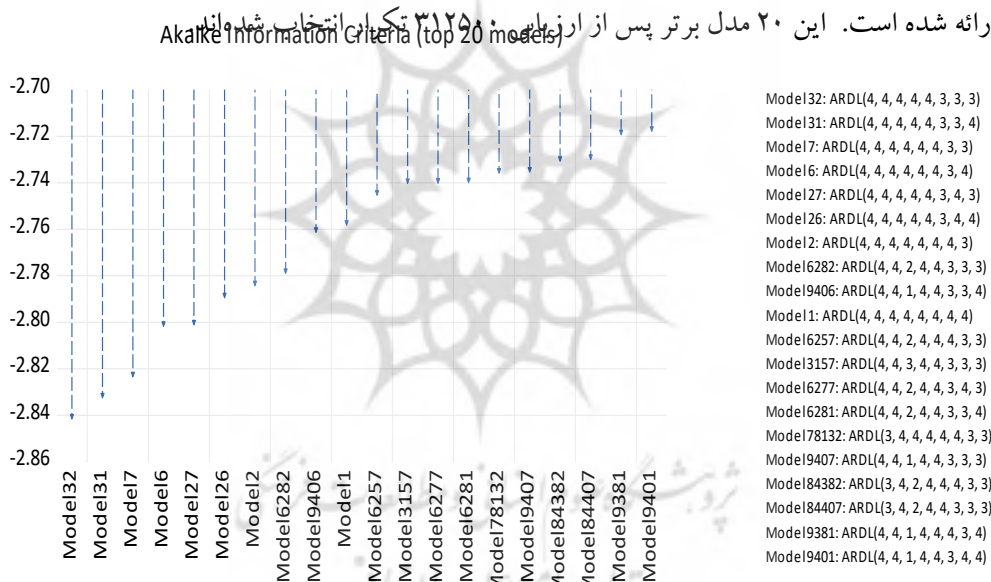 رائه شده است. این ۲۰ مدل برتر پس از ارزیابی ۳۱۲۵۰۰ تکرار انتخاب شده‌اند.
Akaike Information Criteria (top 20 models)
-2.70
-2.72
-2.74
-2.76
-2.78
-2.80
-2.82
-2.84
-2.86
Model32
Model31
Model7
Model6
Model27
Model26
Model2
Model6282
Model9406
Model1
Model6257
Model3157
Model6277
Model6281
Model78132
Model9407
Model84382
Model84407
Model9381
Model9401
Model32: ARDL(4, 4, 4, 4, 4, 3, 3, 3)
Model31: ARDL(4, 4, 4, 4, 4, 3, 3, 4)
Model7: ARDL(4, 4, 4, 4, 4, 4, 3, 3)
Model6: ARDL(4, 4, 4, 4, 4, 4, 3, 4)
Model27: ARDL(4, 4, 4, 4, 4, 3, 4, 3)
Model26: ARDL(4, 4, 4, 4, 4, 3, 4, 4)
Model2: ARDL(4, 4, 4, 4, 4, 4, 4, 3)
Model6282: ARDL(4, 4, 2, 4, 4, 3, 3, 3)
Model9406: ARDL(4, 4, 1, 4, 4, 3, 3, 4)
Model1: ARDL(4, 4, 4, 4, 4, 4, 4, 4)
Model6257: ARDL(4, 4, 2, 4, 4, 4, 3, 3)
Model3157: ARDL(4, 4, 3, 4, 4, 3, 3, 3)
Model6277: ARDL(4, 4, 2, 4, 4, 3, 4, 3)
Model6281: ARDL(4, 4, 2, 4, 4, 3, 3, 4)
Model78132: ARDL(3, 4, 4, 4, 4, 4, 3, 3)
Model9407: ARDL(4, 4, 1, 4, 4, 3, 3, 3)
Model84382: ARDL(3, 4, 2, 4, 4, 4, 3, 3)
Model84407: ARDL(3, 4, 2, 4, 4, 3, 3, 3)
Model9381: ARDL(4, 4, 1, 4, 4, 4, 3, 4)
Model9401: ARDL(4, 4, 1, 4, 4, 3, 4, 4)